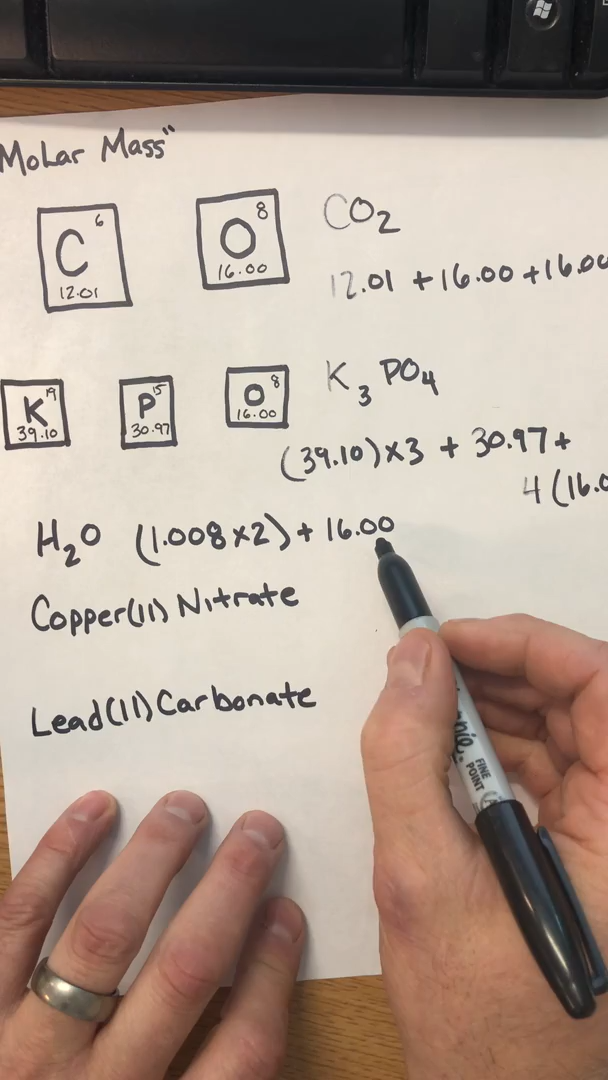 Molar Mass"
C 6 12.01
O 8 16.00
CO2
12.01 + 16.00 + 16.00
K 19 39.10
P 15 30.97
O 8 16.00
K3PO4
(39.10)×3 + 30.97 +
4(16.0
H2O (1.008×2) + 16.00
Copper(II) Nitrate
Lead(II) Carbonate
FINE
POINT